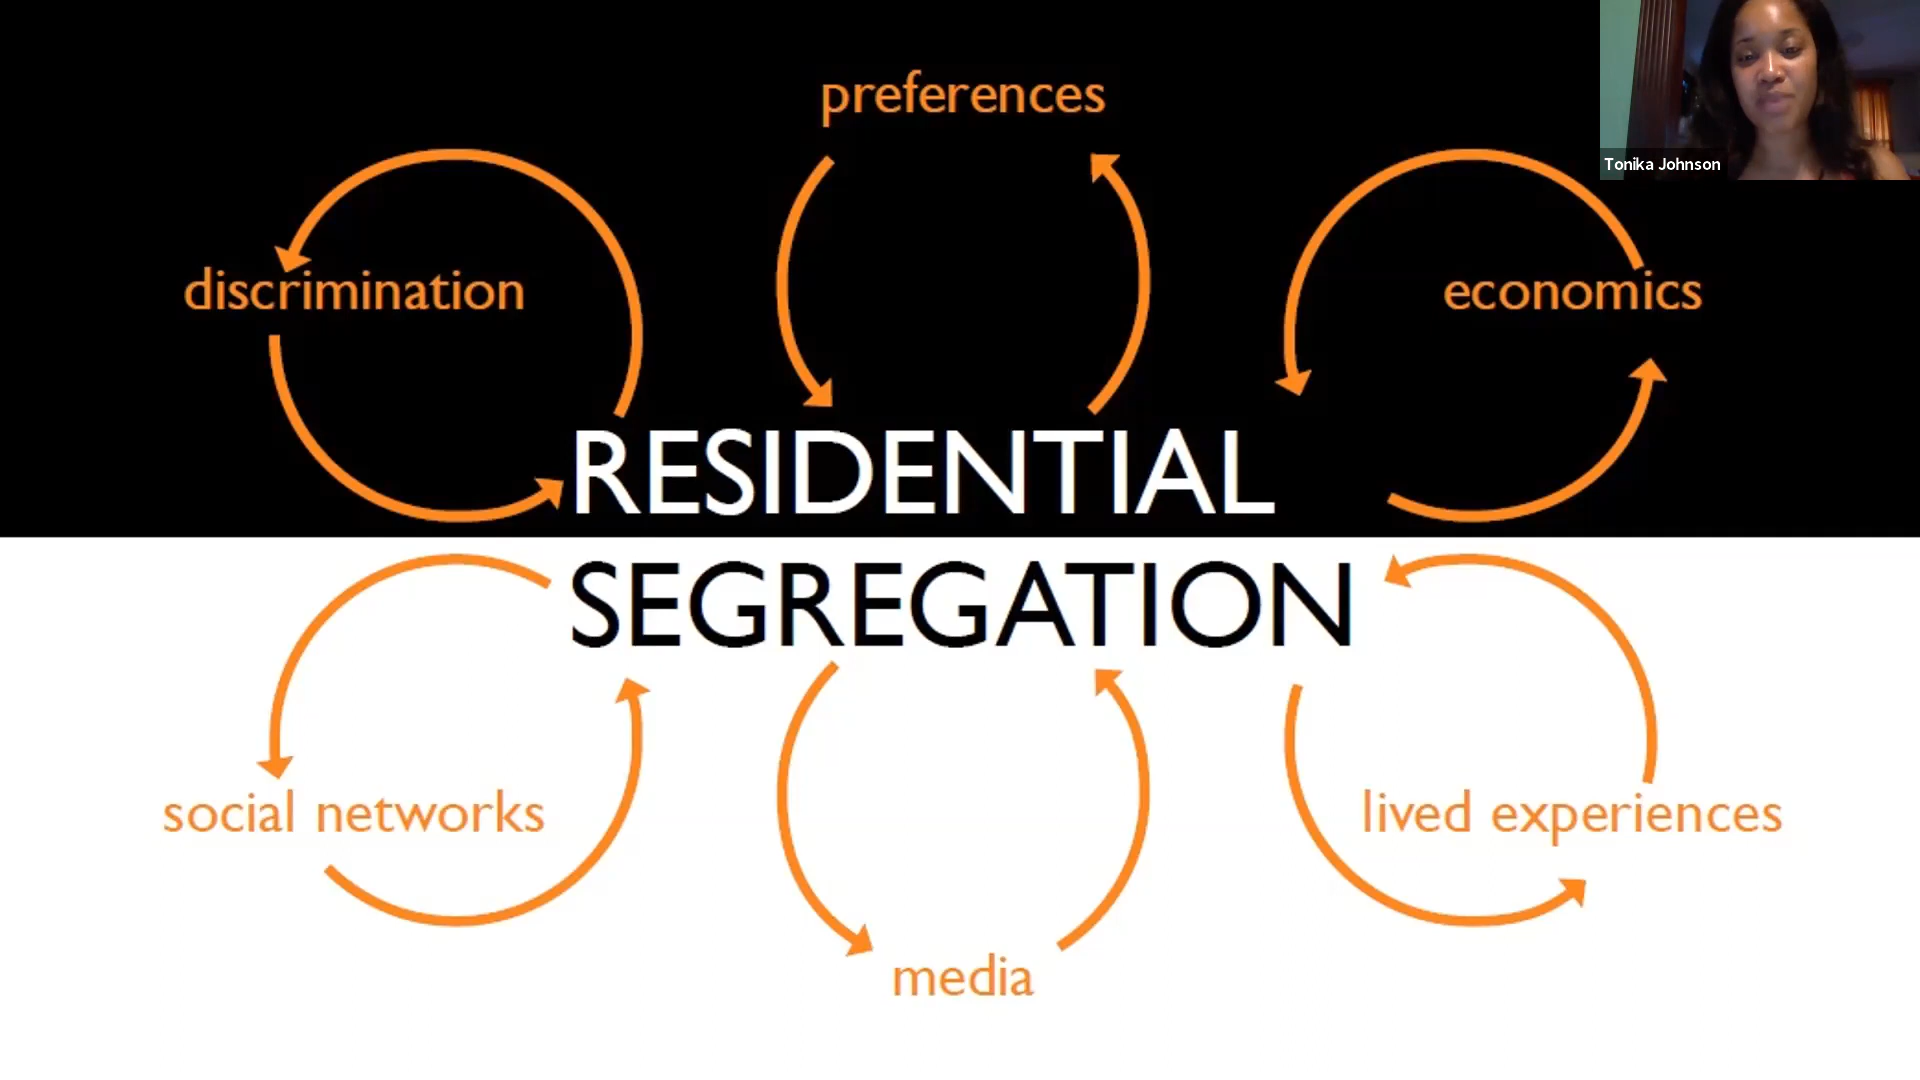 preferences
Tonika Johnson
discrimination
economics
RESIDENTIAL
SEGREGATION
social networks
lived experiences
media